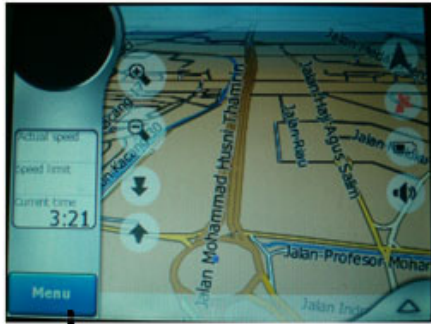 Actual speed
Speed limit
Current time
3:21
Menu
Jalan Mohammad Husni Thamrin
Jalan Haji Agus Salim
Jalan Riau
Jalan Profesor Mohar
Jalan Ind